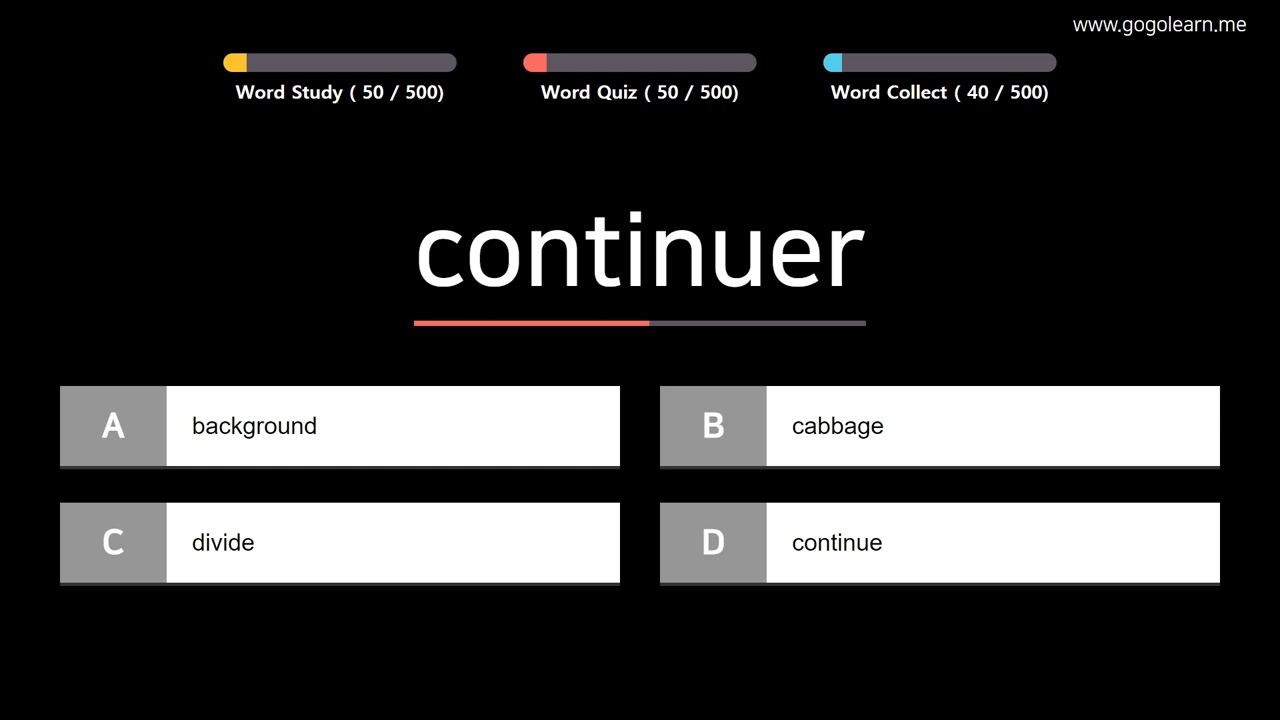 www.gogolearn.me
Word Study ( 50 / 500)
Word Quiz ( 50 / 500)
Word Collect ( 40 / 500)
continuer
A background
B cabbage
C divide
D continue